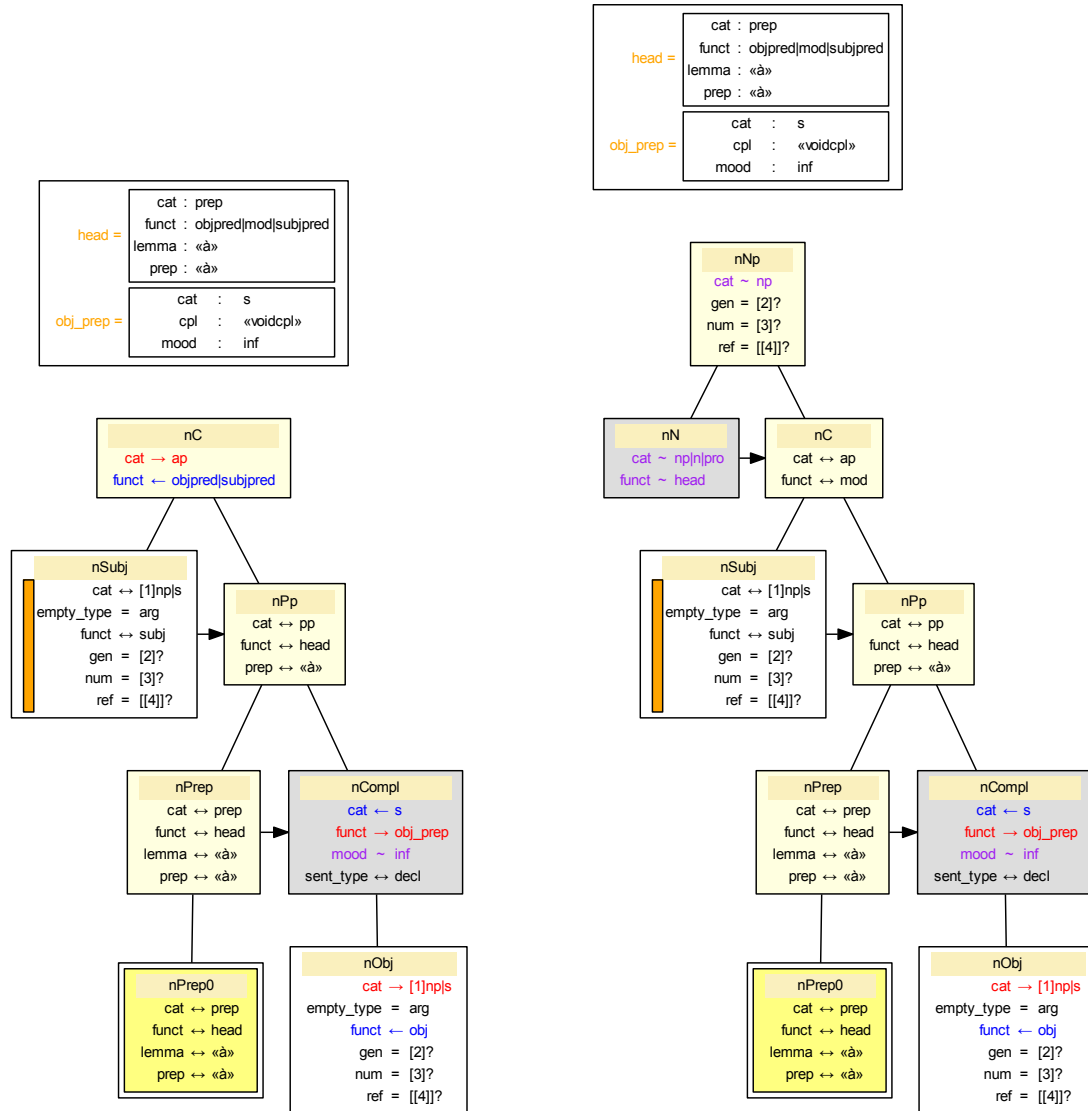 cat : prep
funct : objpred|mod|subjpred
head =
lemma : «à»
prep : «à»
cat : s
obj_prep = cpl : «voidcpl»
mood : inf
nC
cat → ap
funct ← objpred|subjpred
nSubj
cat ↔ [1]np|s
empty_type = arg
funct ↔ subj
gen = [2]?
num = [3]?
ref = [[4]]?
nPp
cat ↔ pp
funct ↔ head
prep ↔ «à»
nPrep
cat ↔ prep
funct ↔ head
lemma ↔ «à»
prep ↔ «à»
nCompl
cat ← s
funct → obj_prep
mood ~ inf
sent_type ↔ decl
nPrep0
cat ↔ prep
funct ↔ head
lemma ↔ «à»
prep ↔ «à»
nObj
cat → [1]np|s
empty_type = arg
funct ← obj
gen = [2]?
num = [3]?
ref = [[4]]?
cat : prep
funct : objpred|mod|subjpred
head =
lemma : «à»
prep : «à»
cat : s
obj_prep = cpl : «voidcpl»
mood : inf
nNp
cat ~ np
gen = [2]?
num = [3]?
ref = [[4]]?
nN
cat ~ np|n|pro
funct ~ head
nC
cat ↔ ap
funct ↔ mod
nSubj
cat ↔ [1]np|s
empty_type = arg
funct ↔ subj
gen = [2]?
num = [3]?
ref = [[4]]?
nPp
cat ↔ pp
funct ↔ head
prep ↔ «à»
nPrep
cat ↔ prep
funct ↔ head
lemma ↔ «à»
prep ↔ «à»
nCompl
cat ← s
funct → obj_prep
mood ~ inf
sent_type ↔ decl
nPrep0
cat ↔ prep
funct ↔ head
lemma ↔ «à»
prep ↔ «à»
nObj
cat → [1]np|s
empty_type = arg
funct ← obj
gen = [2]?
num = [3]?
ref = [[4]]?